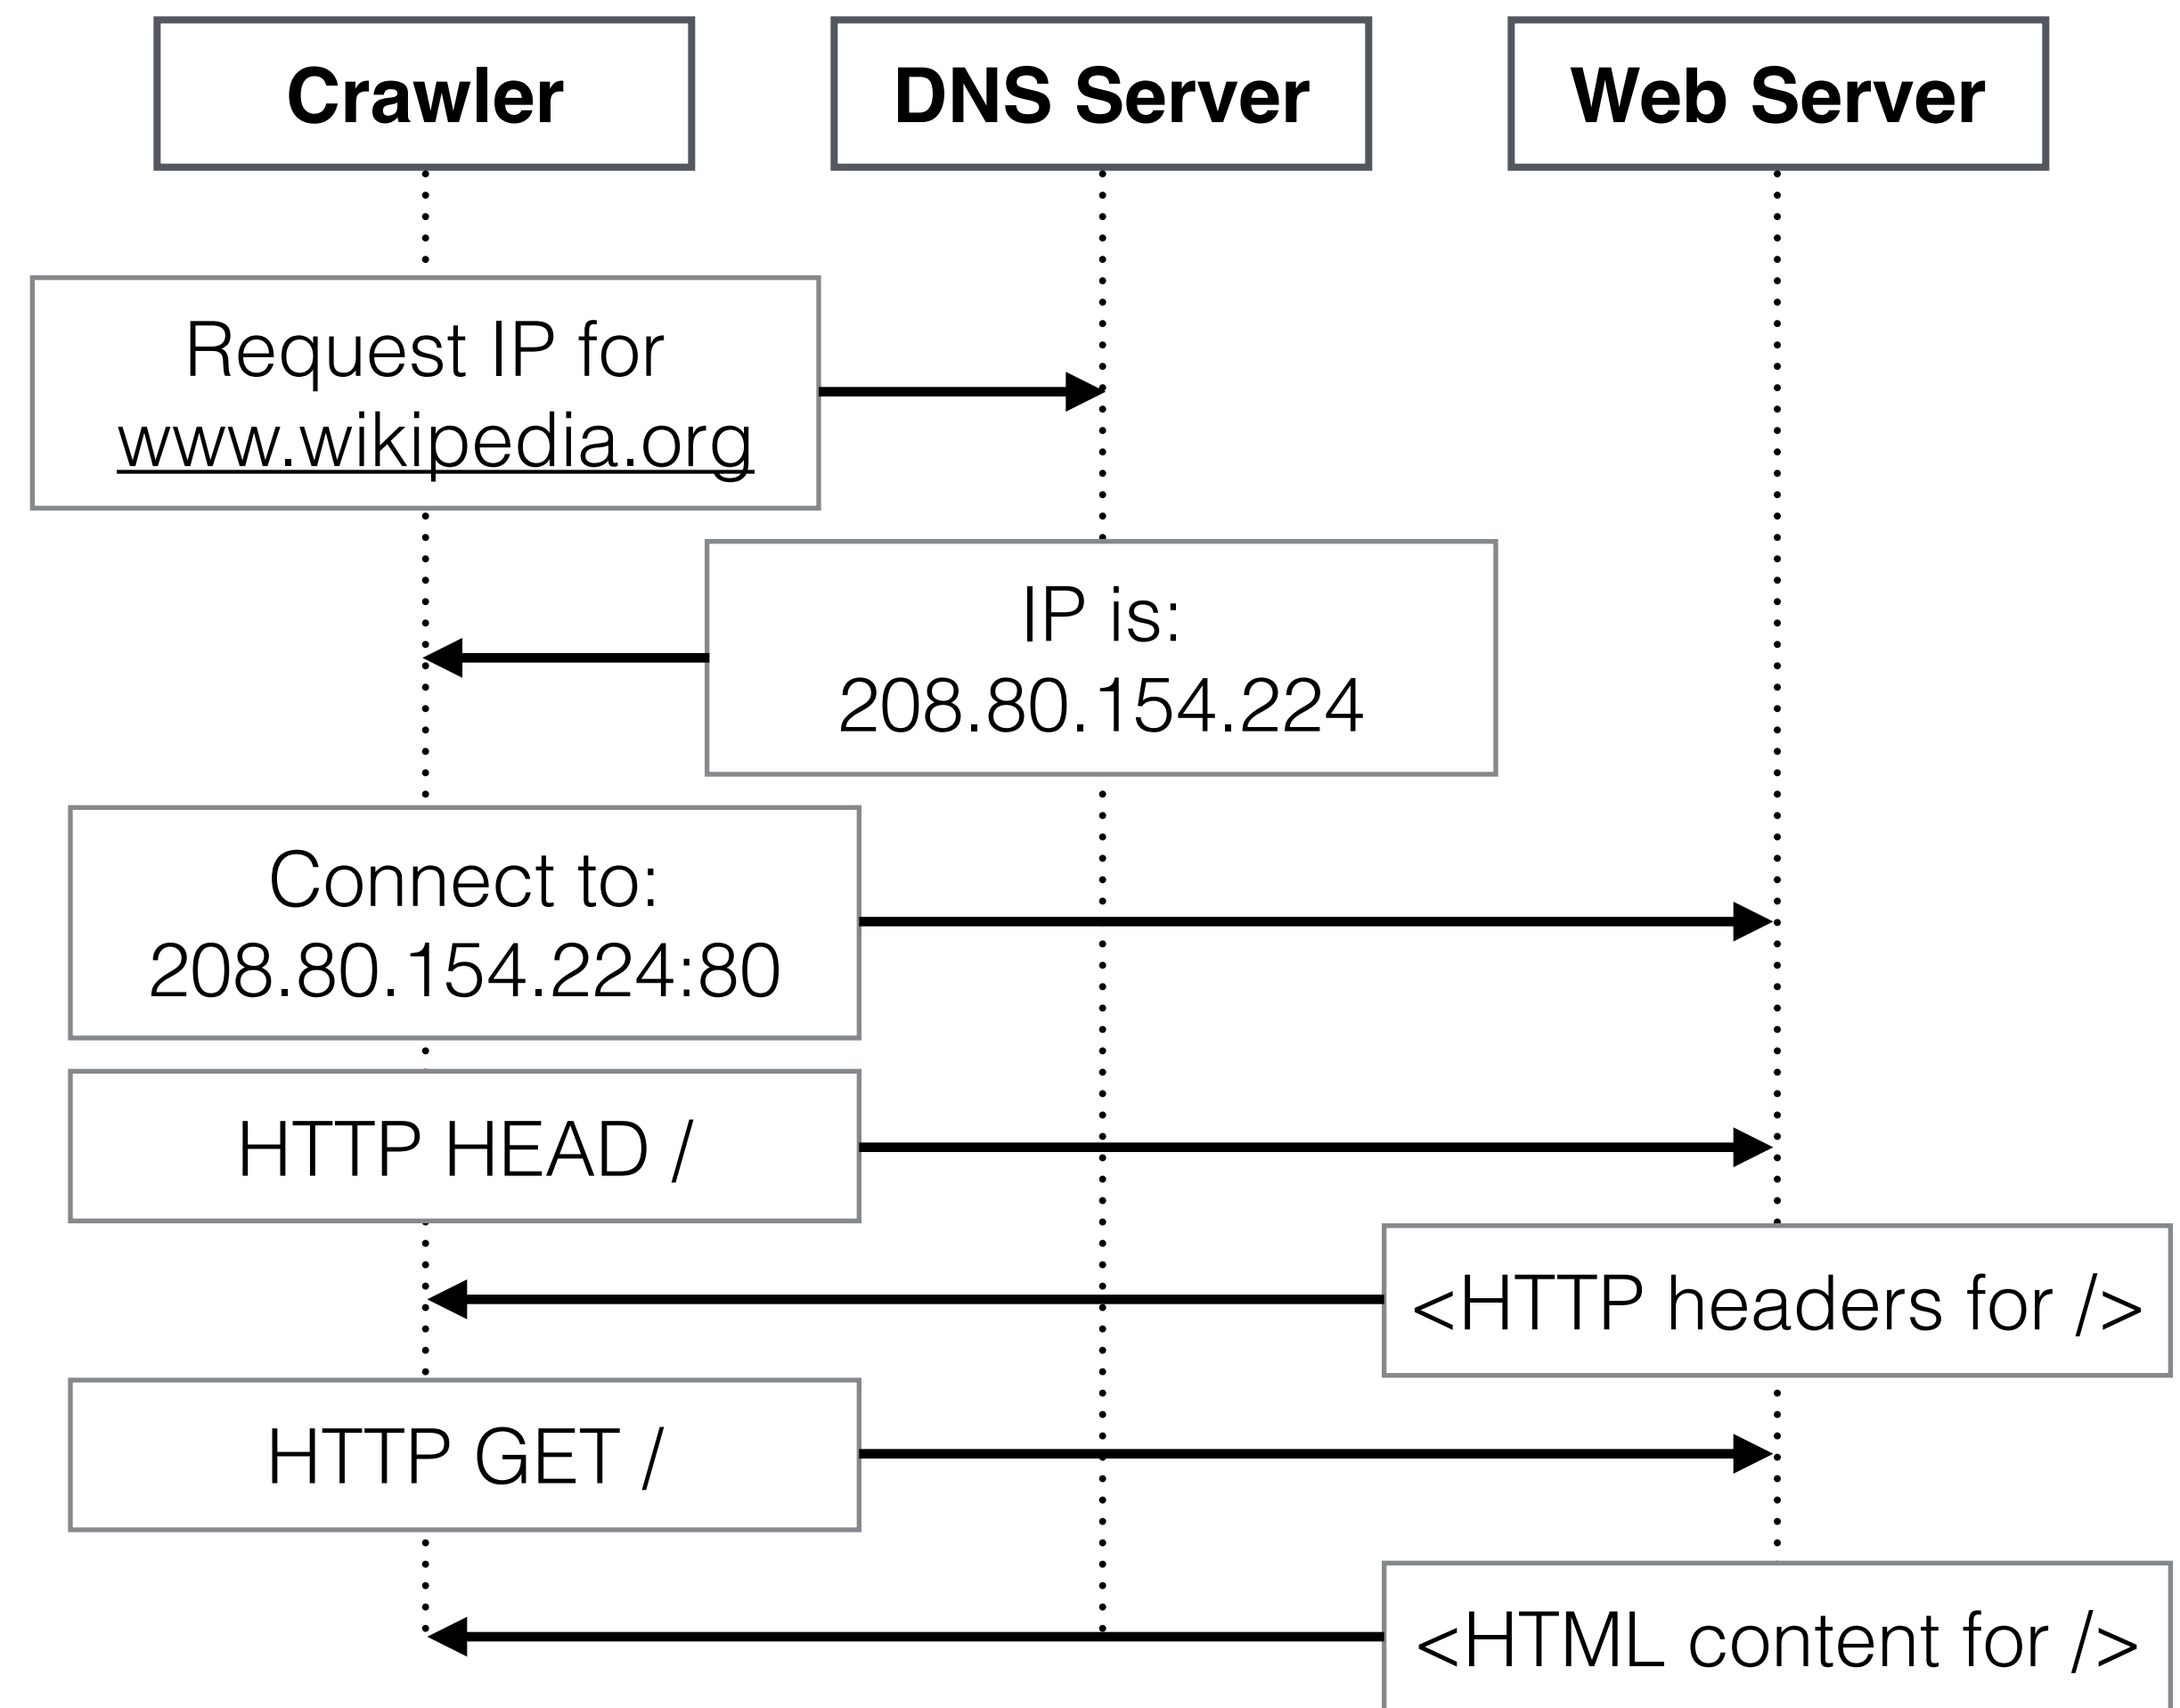 Crawler
DNS Server
Web Server
Request IP for
www.wikipedia.org
IP is:
208.80.154.224
Connect to:
208.80.154.224:80
HTTP HEAD /
<HTTP headers for />
HTTP GET /
<HTML content for />